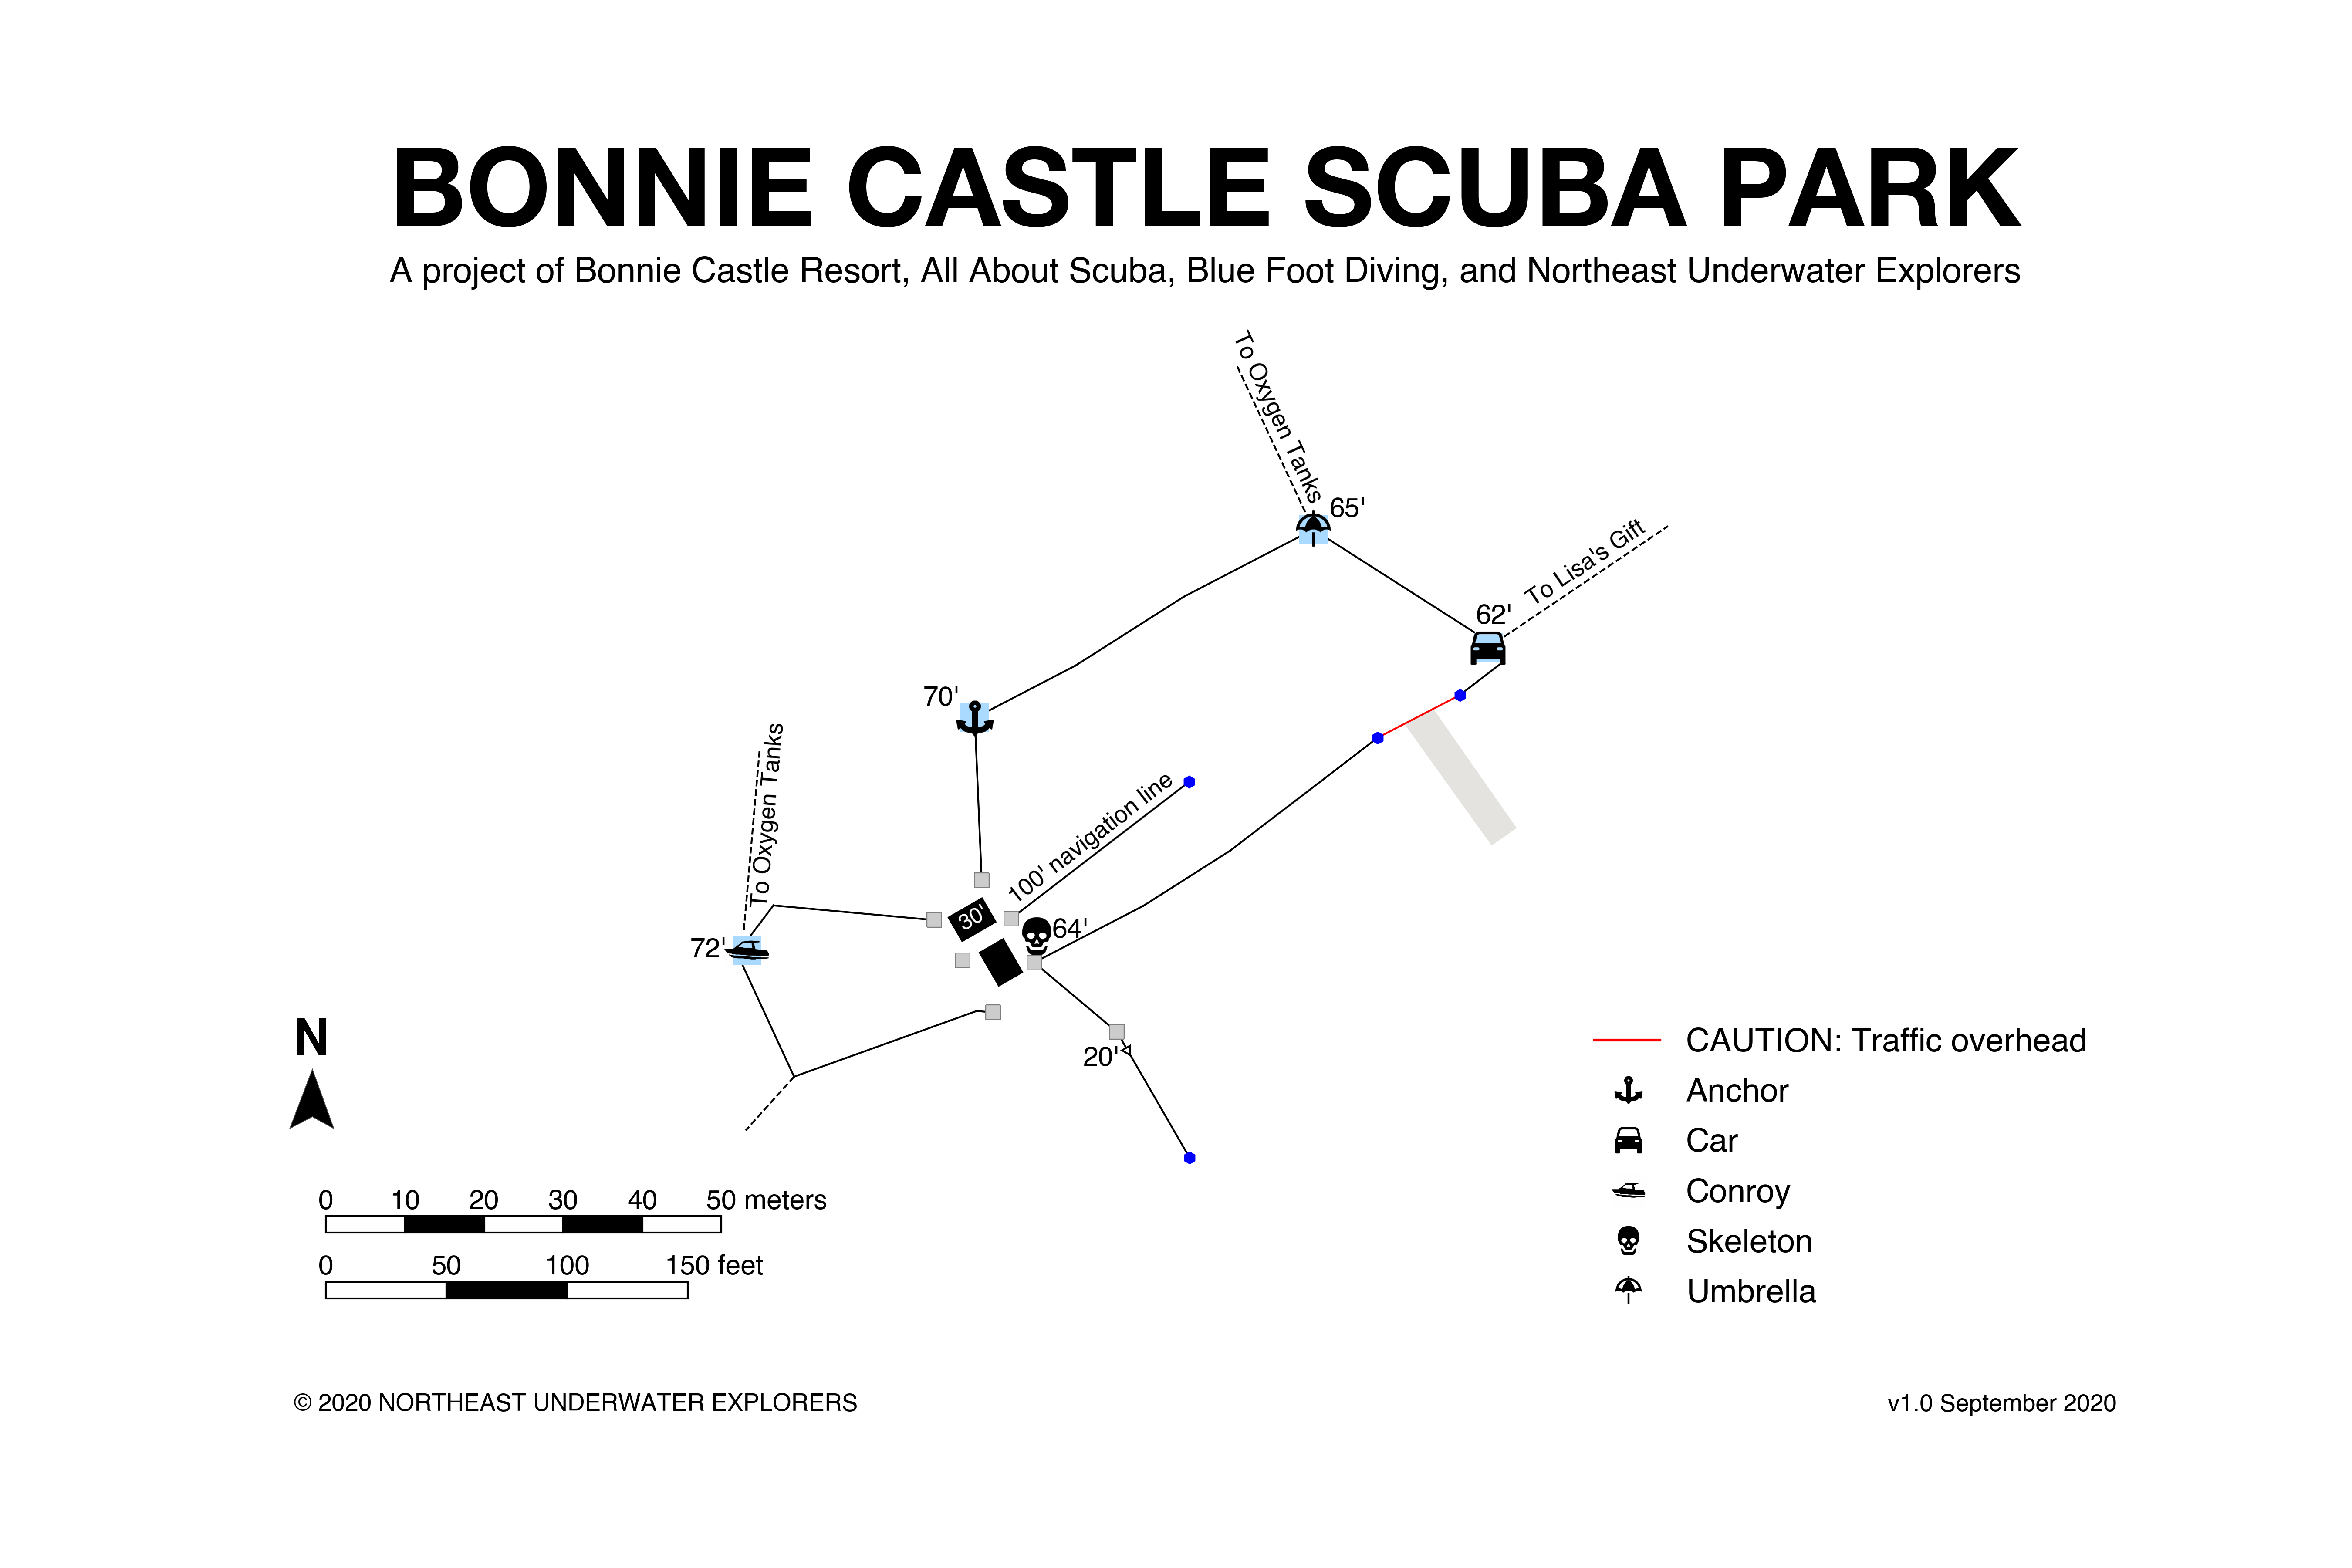 BONNIE CASTLE SCUBA PARK
A project of Bonnie Castle Resort, All About Scuba, Blue Foot Diving, and Northeast Underwater Explorers
To Oxygen Tanks
65'
To Lisa's Gift
62'
70'
To Oxygen Tanks
100' navigation line
30'
64'
72'
20'
N
CAUTION: Traffic overhead
Anchor
Car
Conroy
Skeleton
Umbrella
0 10 20 30 40 50 meters
0 50 100 150 feet
© 2020 NORTHEAST UNDERWATER EXPLORERS
v1.0 September 2020